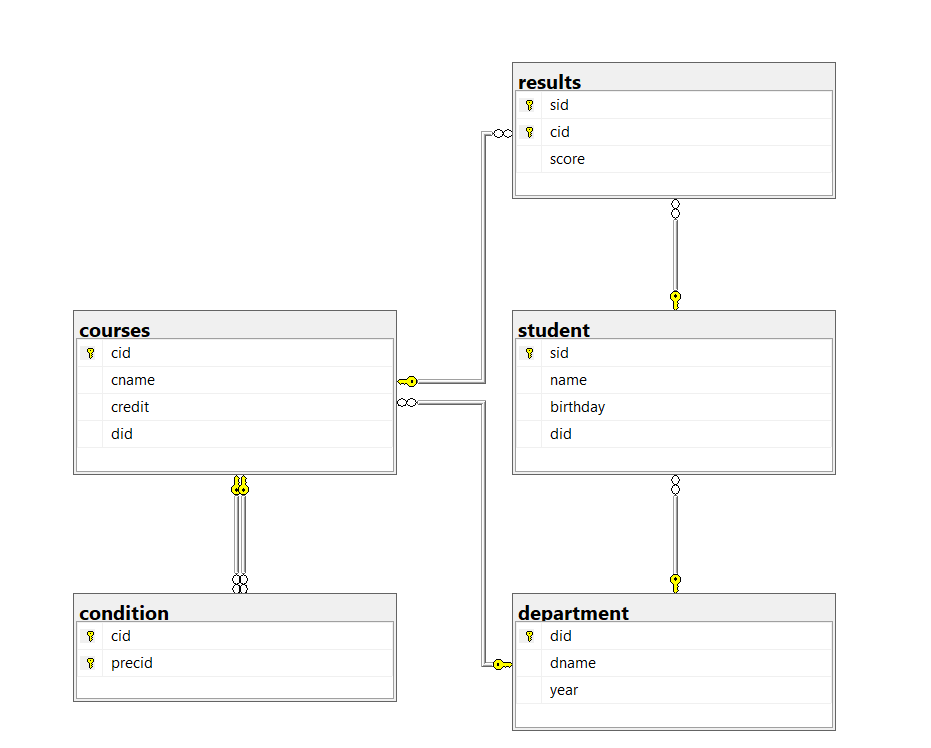 results
sid
cid
score
courses
cid
cname
credit
did
student
sid
name
birthday
did
condition
cid
precid
department
did
dname
year